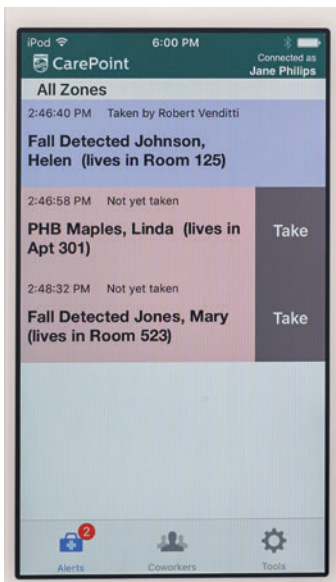 iPod 6:00 PM
CarePoint
Connected as
Jane Philips
All Zones
2:46:40 PM Taken by Robert Venditti
Fall Detected Johnson,
Helen (lives in Room 125)
2:46:58 PM Not yet taken
PHB Maples, Linda (lives in
Apt 301)
Take
2:48:32 PM Not yet taken
Fall Detected Jones, Mary
(lives in Room 523)
Take
2
Alerts
Coworkers
Tools